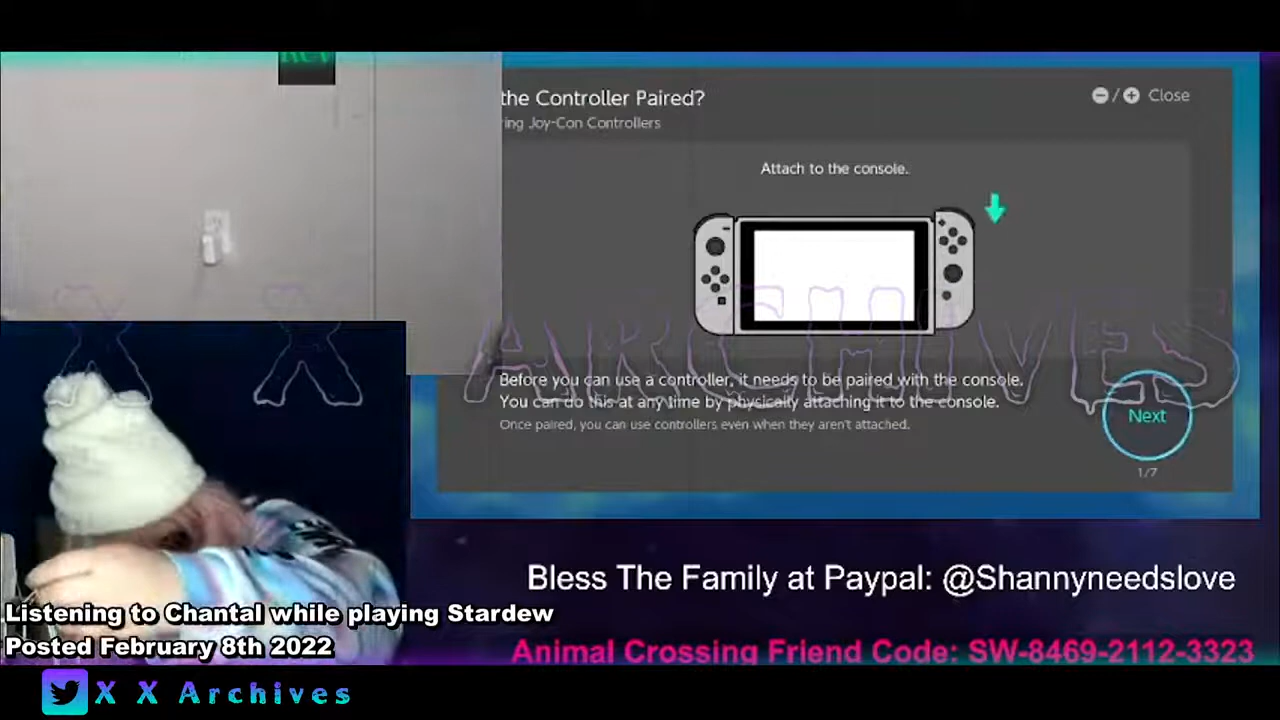 the Controller Paired?
ing Joy-Con Controllers
/ Close
Attach to the console.
X X ARCHIVES
Before you can use a controller, it needs to be paired with the console.
You can do this at any time by physically attaching it to the console.
Once paired, you can use controllers even when they aren't attached.
Next
1/7
Bless The Family at Paypal: @Shannyneedslove
Listening to Chantal while playing Stardew
Posted February 8th 2022
Animal Crossing Friend Code: SW-8469-2112-3323
X X Archives